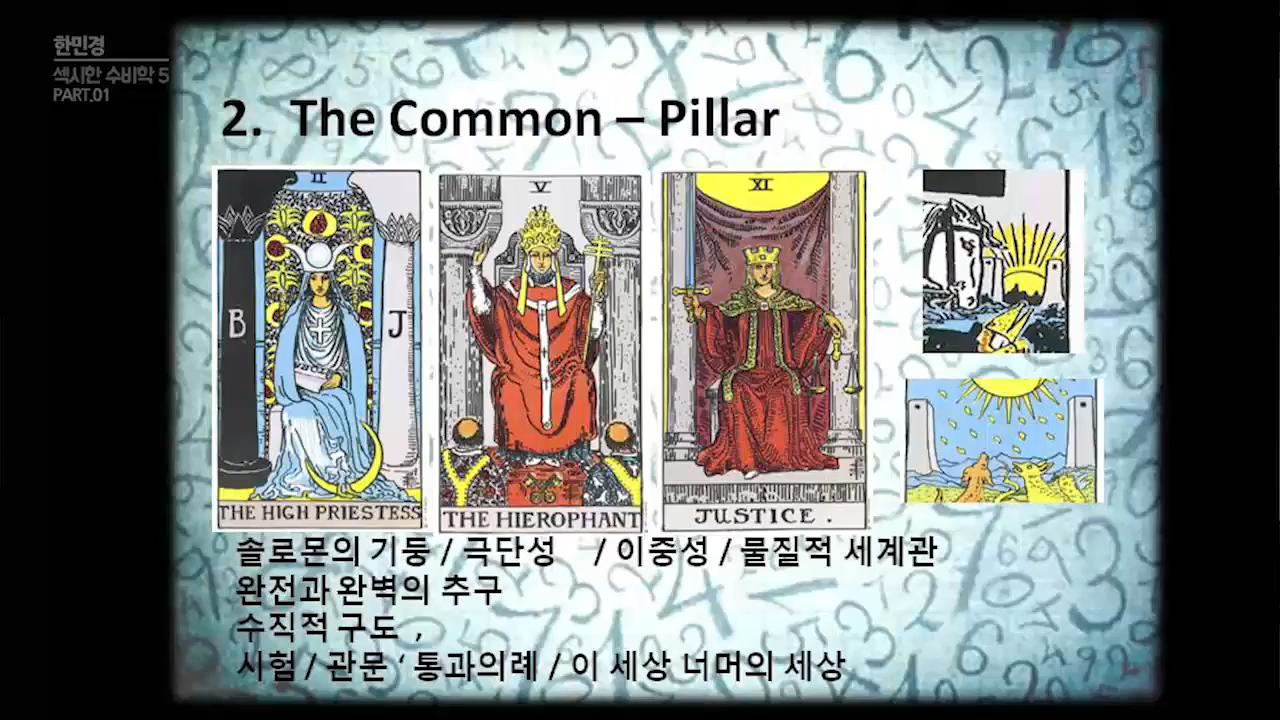 한민경
섹시한 수비학 5
PART.01
2. The Common – Pillar
II
V
XI
B
J
THE HIGH PRIESTESS
THE HIEROPHANT
JUSTICE .
솔로몬의 기둥 / 극단성 / 이중성 / 물질적 세계관
완전과 완벽의 추구
수직적 구도 ,
시험 / 관문 ‘ 통과의례 / 이 세상 너머의 세상